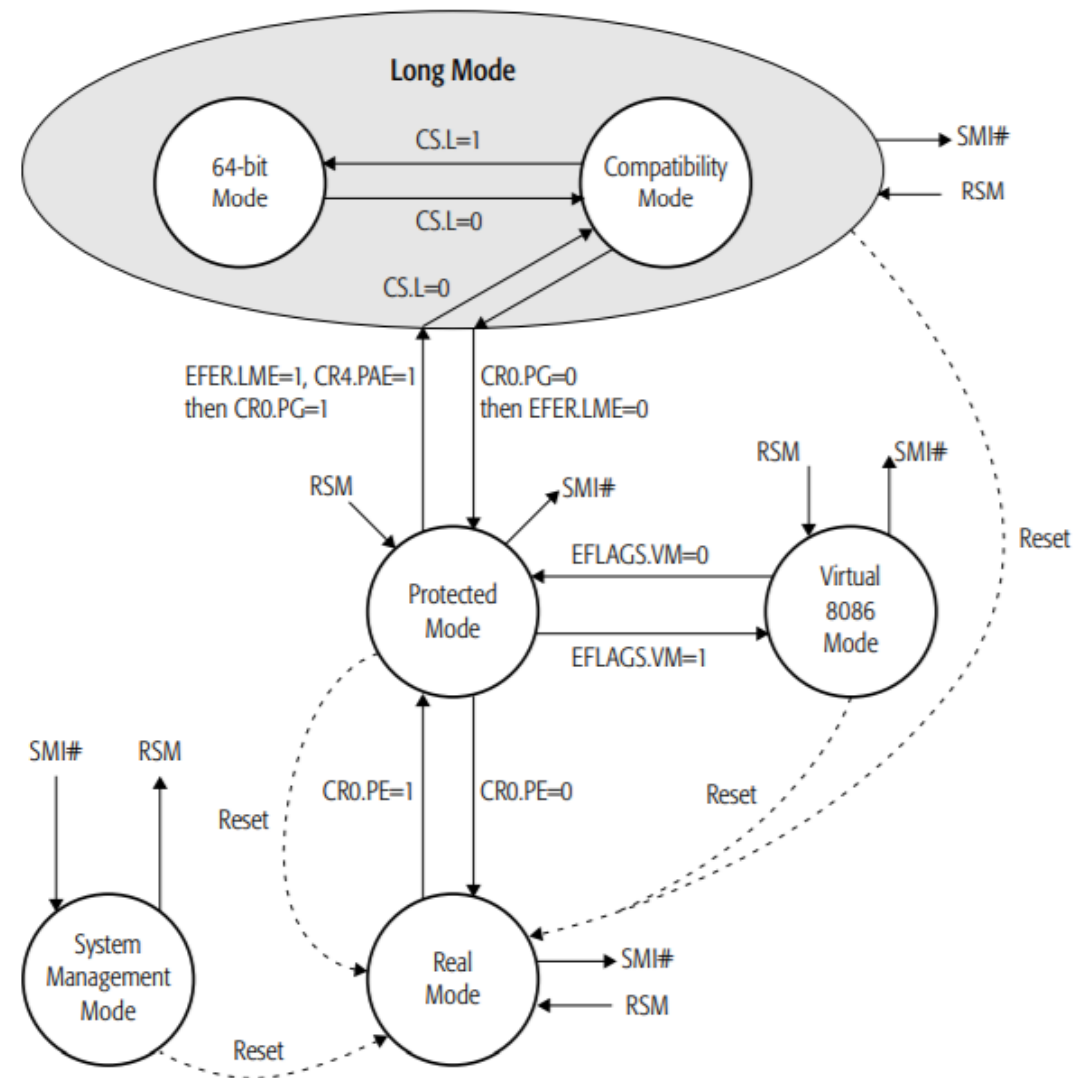 Long Mode
CS.L=1
64-bit
Mode
Compatibility
Mode
CS.L=0
SMI#
RSM
CS.L=0
EFER.LME=1, CR4.PAE=1
then CR0.PG=1
CR0.PG=0
then EFER.LME=0
RSM
SMI#
RSM
SMI#
Reset
EFLAGS.VM=0
Protected
Mode
Virtual
8086
Mode
EFLAGS.VM=1
SMI#
RSM
CR0.PE=1
CR0.PE=0
Reset
Reset
System
Management
Mode
Real
Mode
SMI#
RSM
Reset